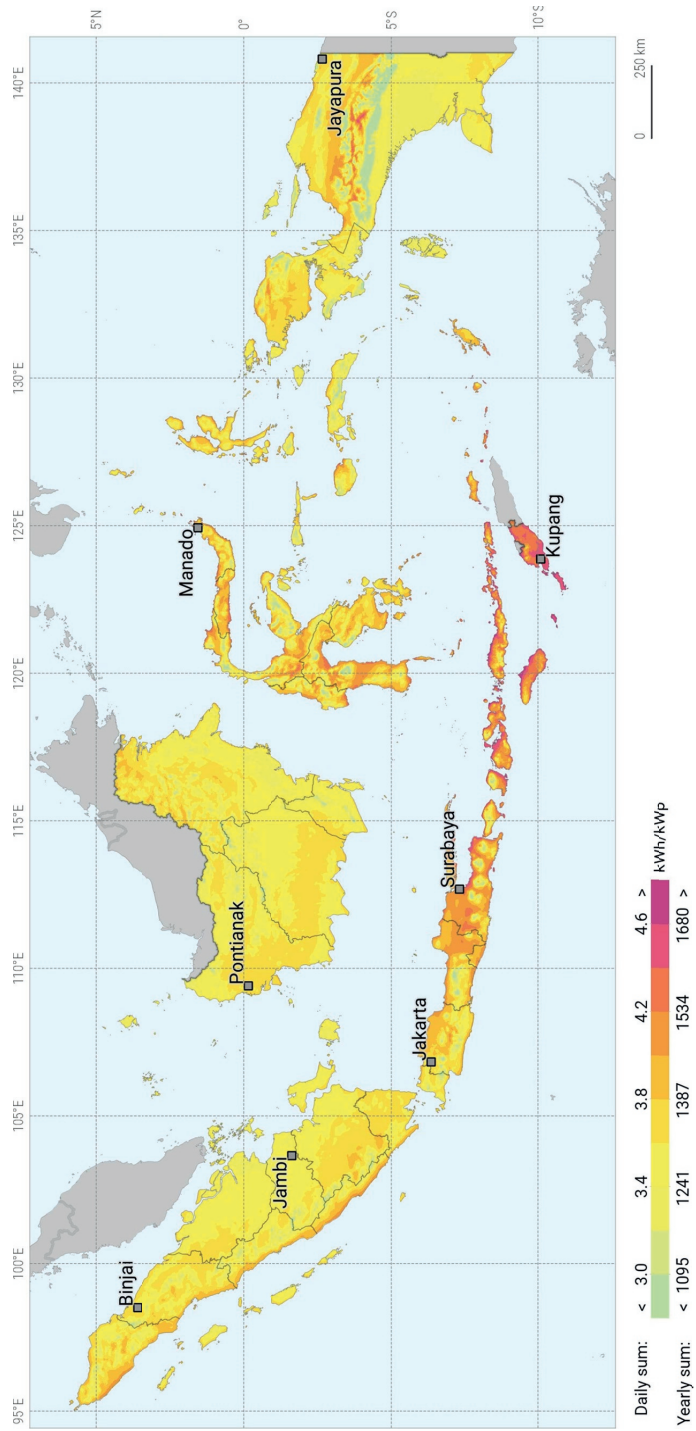 95°E 100°E 105°E 110°E 115°E 120°E 125°E 130°E 135°E 140°E
5°N
0°
5°S
10°S
Binjai
Manado
Pontianak
Jambi
Jayapura
Jakarta
Surabaya
Kupang
250 km
Daily sum: < 3.0 3.4 3.8 4.2 4.6 >
kWh/kWp
Yearly sum: < 1095 1241 1387 1534 1680 >